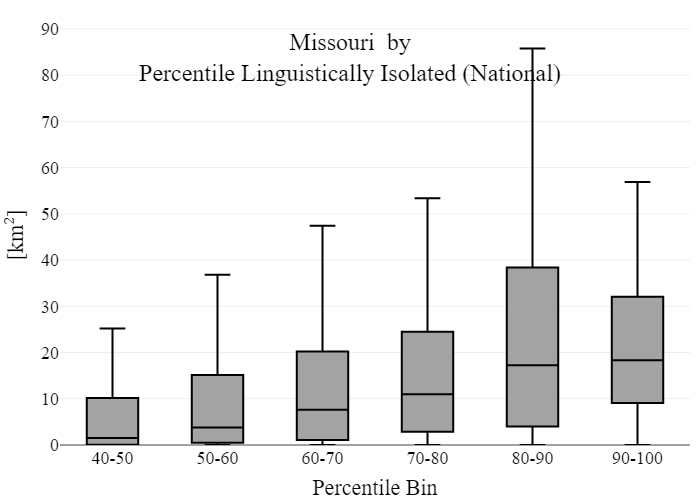 Missouri by
Percentile Linguistically Isolated (National)
90
80
70
60
50
40
30
20
10
0
[km²]
40-50 50-60 60-70 70-80 80-90 90-100
Percentile Bin